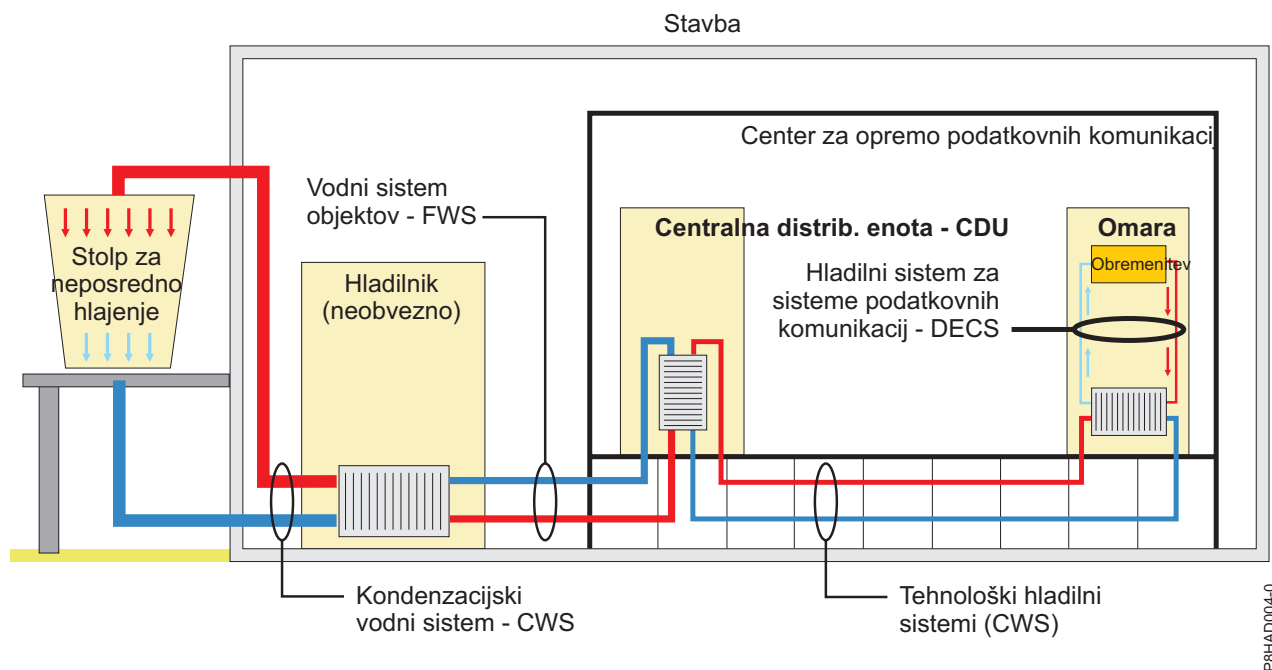 Stavba
Center za opremo podatkovnih komunikacij
Vodni sistem
objektov - FWS
Centralna distrib. enota - CDU
Omara
Stolp za
neposredno
hlajenje
Hladilnik
(neobvezno)
Hladilni sistem za
sisteme podatkovnih
komunikacij - DECS
Obremenitev
Kondenzacijski
vodni sistem - CWS
Tehnološki hladilni
sistemi (CWS)
P8HAD004-0